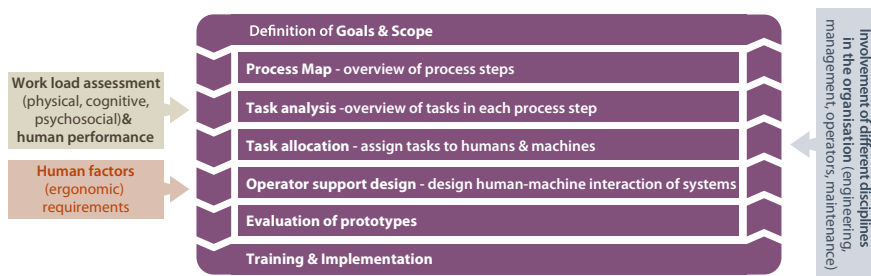 Definition of Goals & Scope
Process Map - overview of process steps
Task analysis -overview of tasks in each process step
Task allocation - assign tasks to humans & machines
Operator support design - design human-machine interaction of systems
Evaluation of prototypes
Training & Implementation
Work load assessment
(physical, cognitive,
psychosocial)&
human performance
Human factors
(ergonomic)
requirements
Involvement of different disciplines
in the organisation (engineering,
management, operators, maintenance)